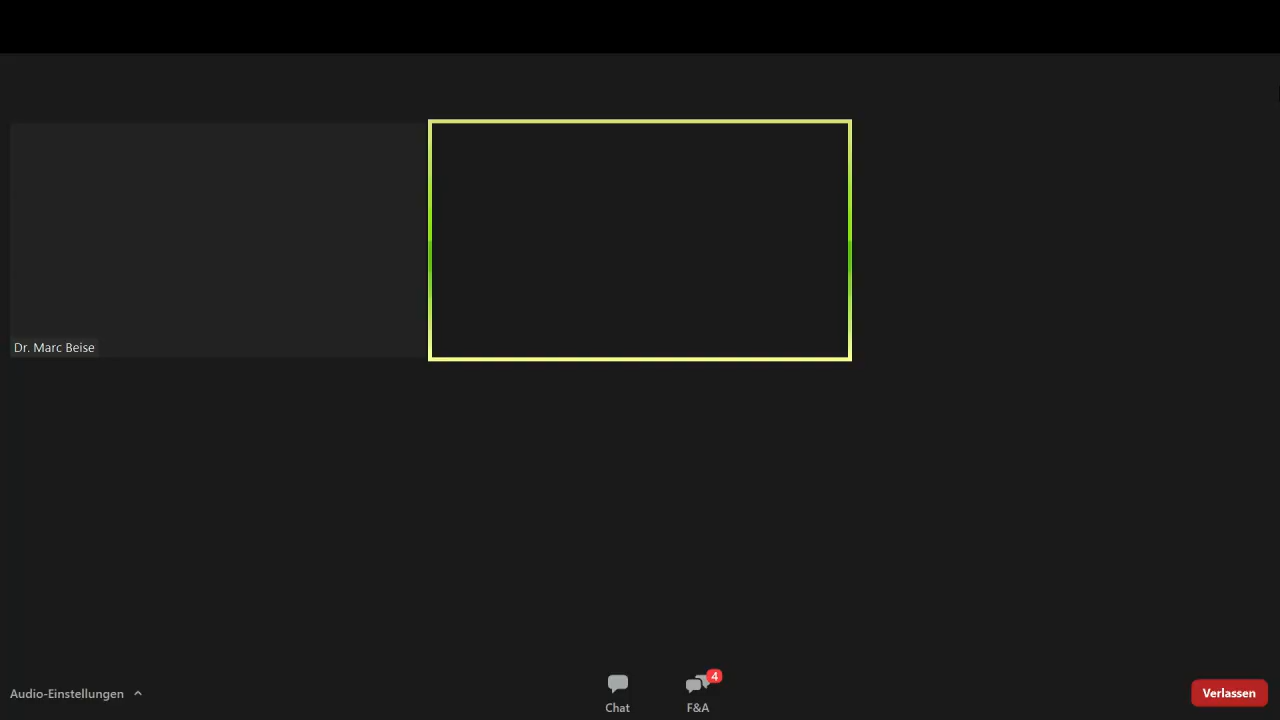 Dr. Marc Beise
Audio-Einstellungen
4
Chat
F&A
Verlassen